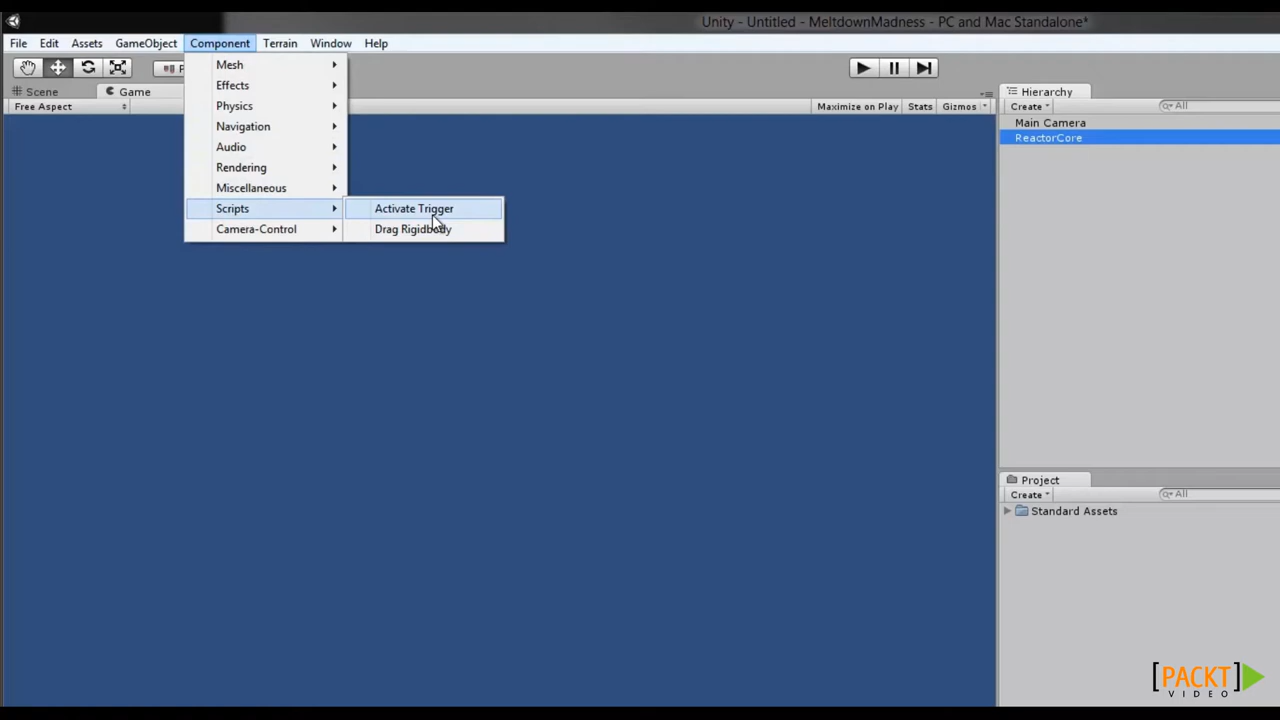 Unity - Untitled - MeltdownMadness - PC and Mac Standalone*
File Edit Assets GameObject Component Terrain Window Help
P
Scene Game
Free Aspect Maximize on Play Stats Gizmos
Mesh
Effects
Physics
Navigation
Audio
Rendering
Miscellaneous
Scripts
Camera-Control
Activate Trigger
Drag Rigidbody
Hierarchy
Create All
Main Camera
ReactorCore
Project
Create All
Standard Assets
[PACKT]
VIDEO